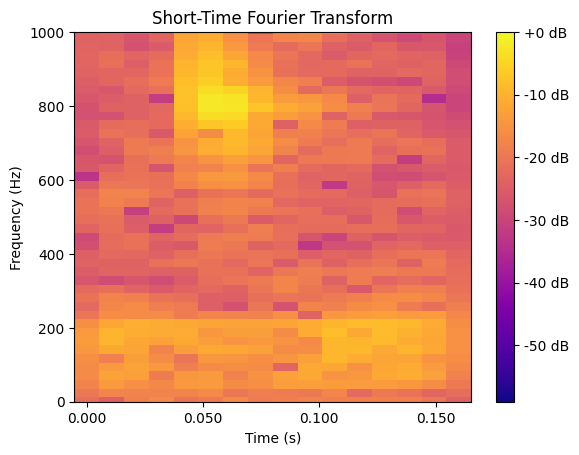 Short-Time Fourier Transform
1000
800
600
400
200
0
Frequency (Hz)
0.000
0.050
0.100
0.150
Time (s)
+0 dB
-10 dB
-20 dB
-30 dB
-40 dB
-50 dB